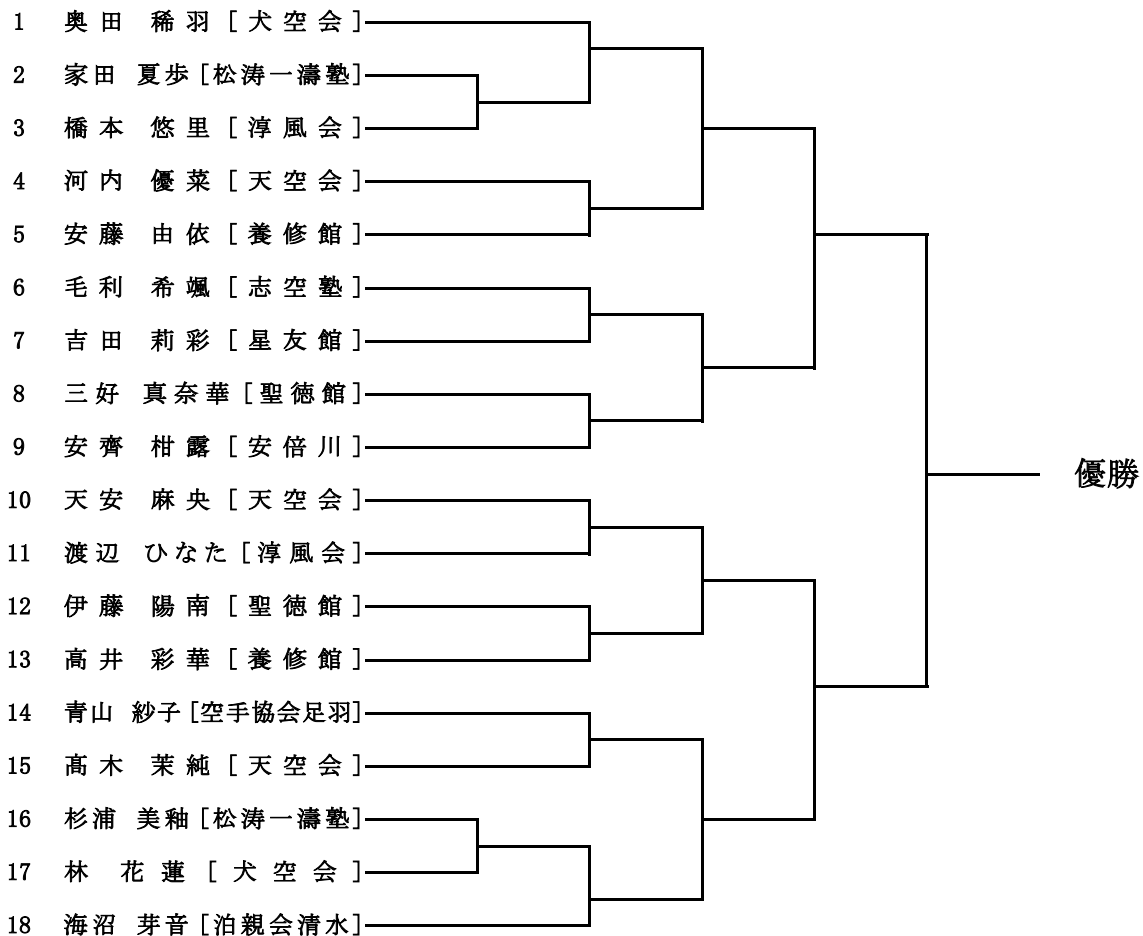 1 奥田 稀羽 [犬空会]
2 家田 夏歩 [松涛一濤塾]
3 橋本 悠里 [淳風会]
4 河内 優菜 [天空会]
5 安藤 由依 [養修館]
6 毛利 希颯 [志空塾]
7 吉田 莉彩 [星友館]
8 三好 真奈華 [聖徳館]
9 安齊 柑露 [安倍川]
優勝
10 天安 麻央 [天空会]
11 渡辺 ひなた [淳風会]
12 伊藤 陽南 [聖徳館]
13 高井 彩華 [養修館]
14 青山 紗子 [空手協会足羽]
15 髙木 茉純 [天空会]
16 杉浦 美釉 [松涛一濤塾]
17 林 花蓮 [犬空会]
18 海沼 芽音 [泊親会清水]